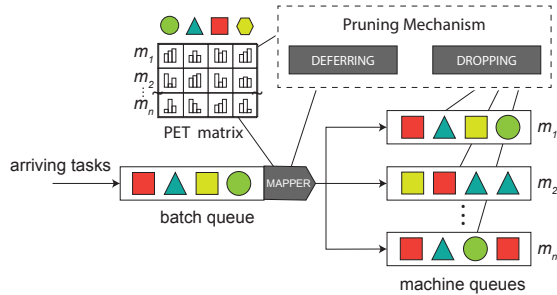 Pruning Mechanism
DEFERRING
DROPPING
m1
m2
mn
PET matrix
arriving tasks
MAPPER
batch queue
m1
m2
mn
machine queues